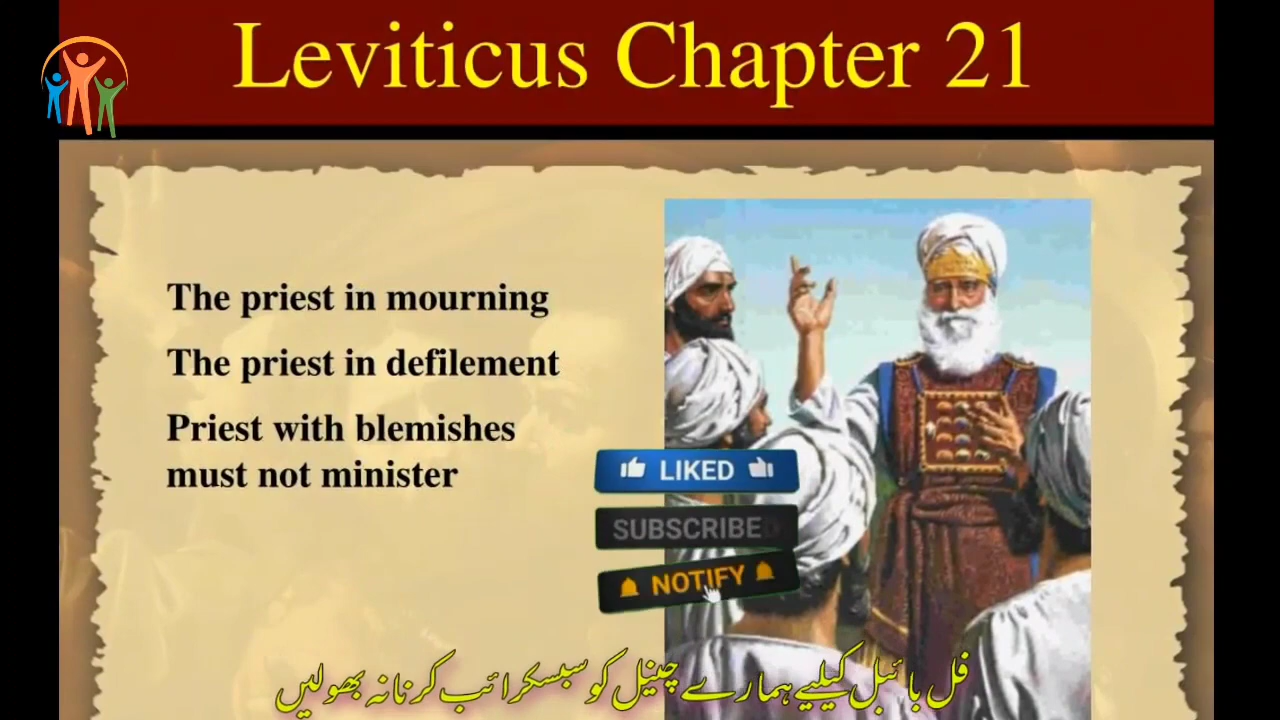 Leviticus Chapter 21
The priest in mourning
The priest in defilement
Priest with blemishes
must not minister
LIKED
SUBSCRIBED
NOTIFY
فل بائبل کیلیے ہمارے چینل کو سبسکرائب کرنا نہ بھولیں